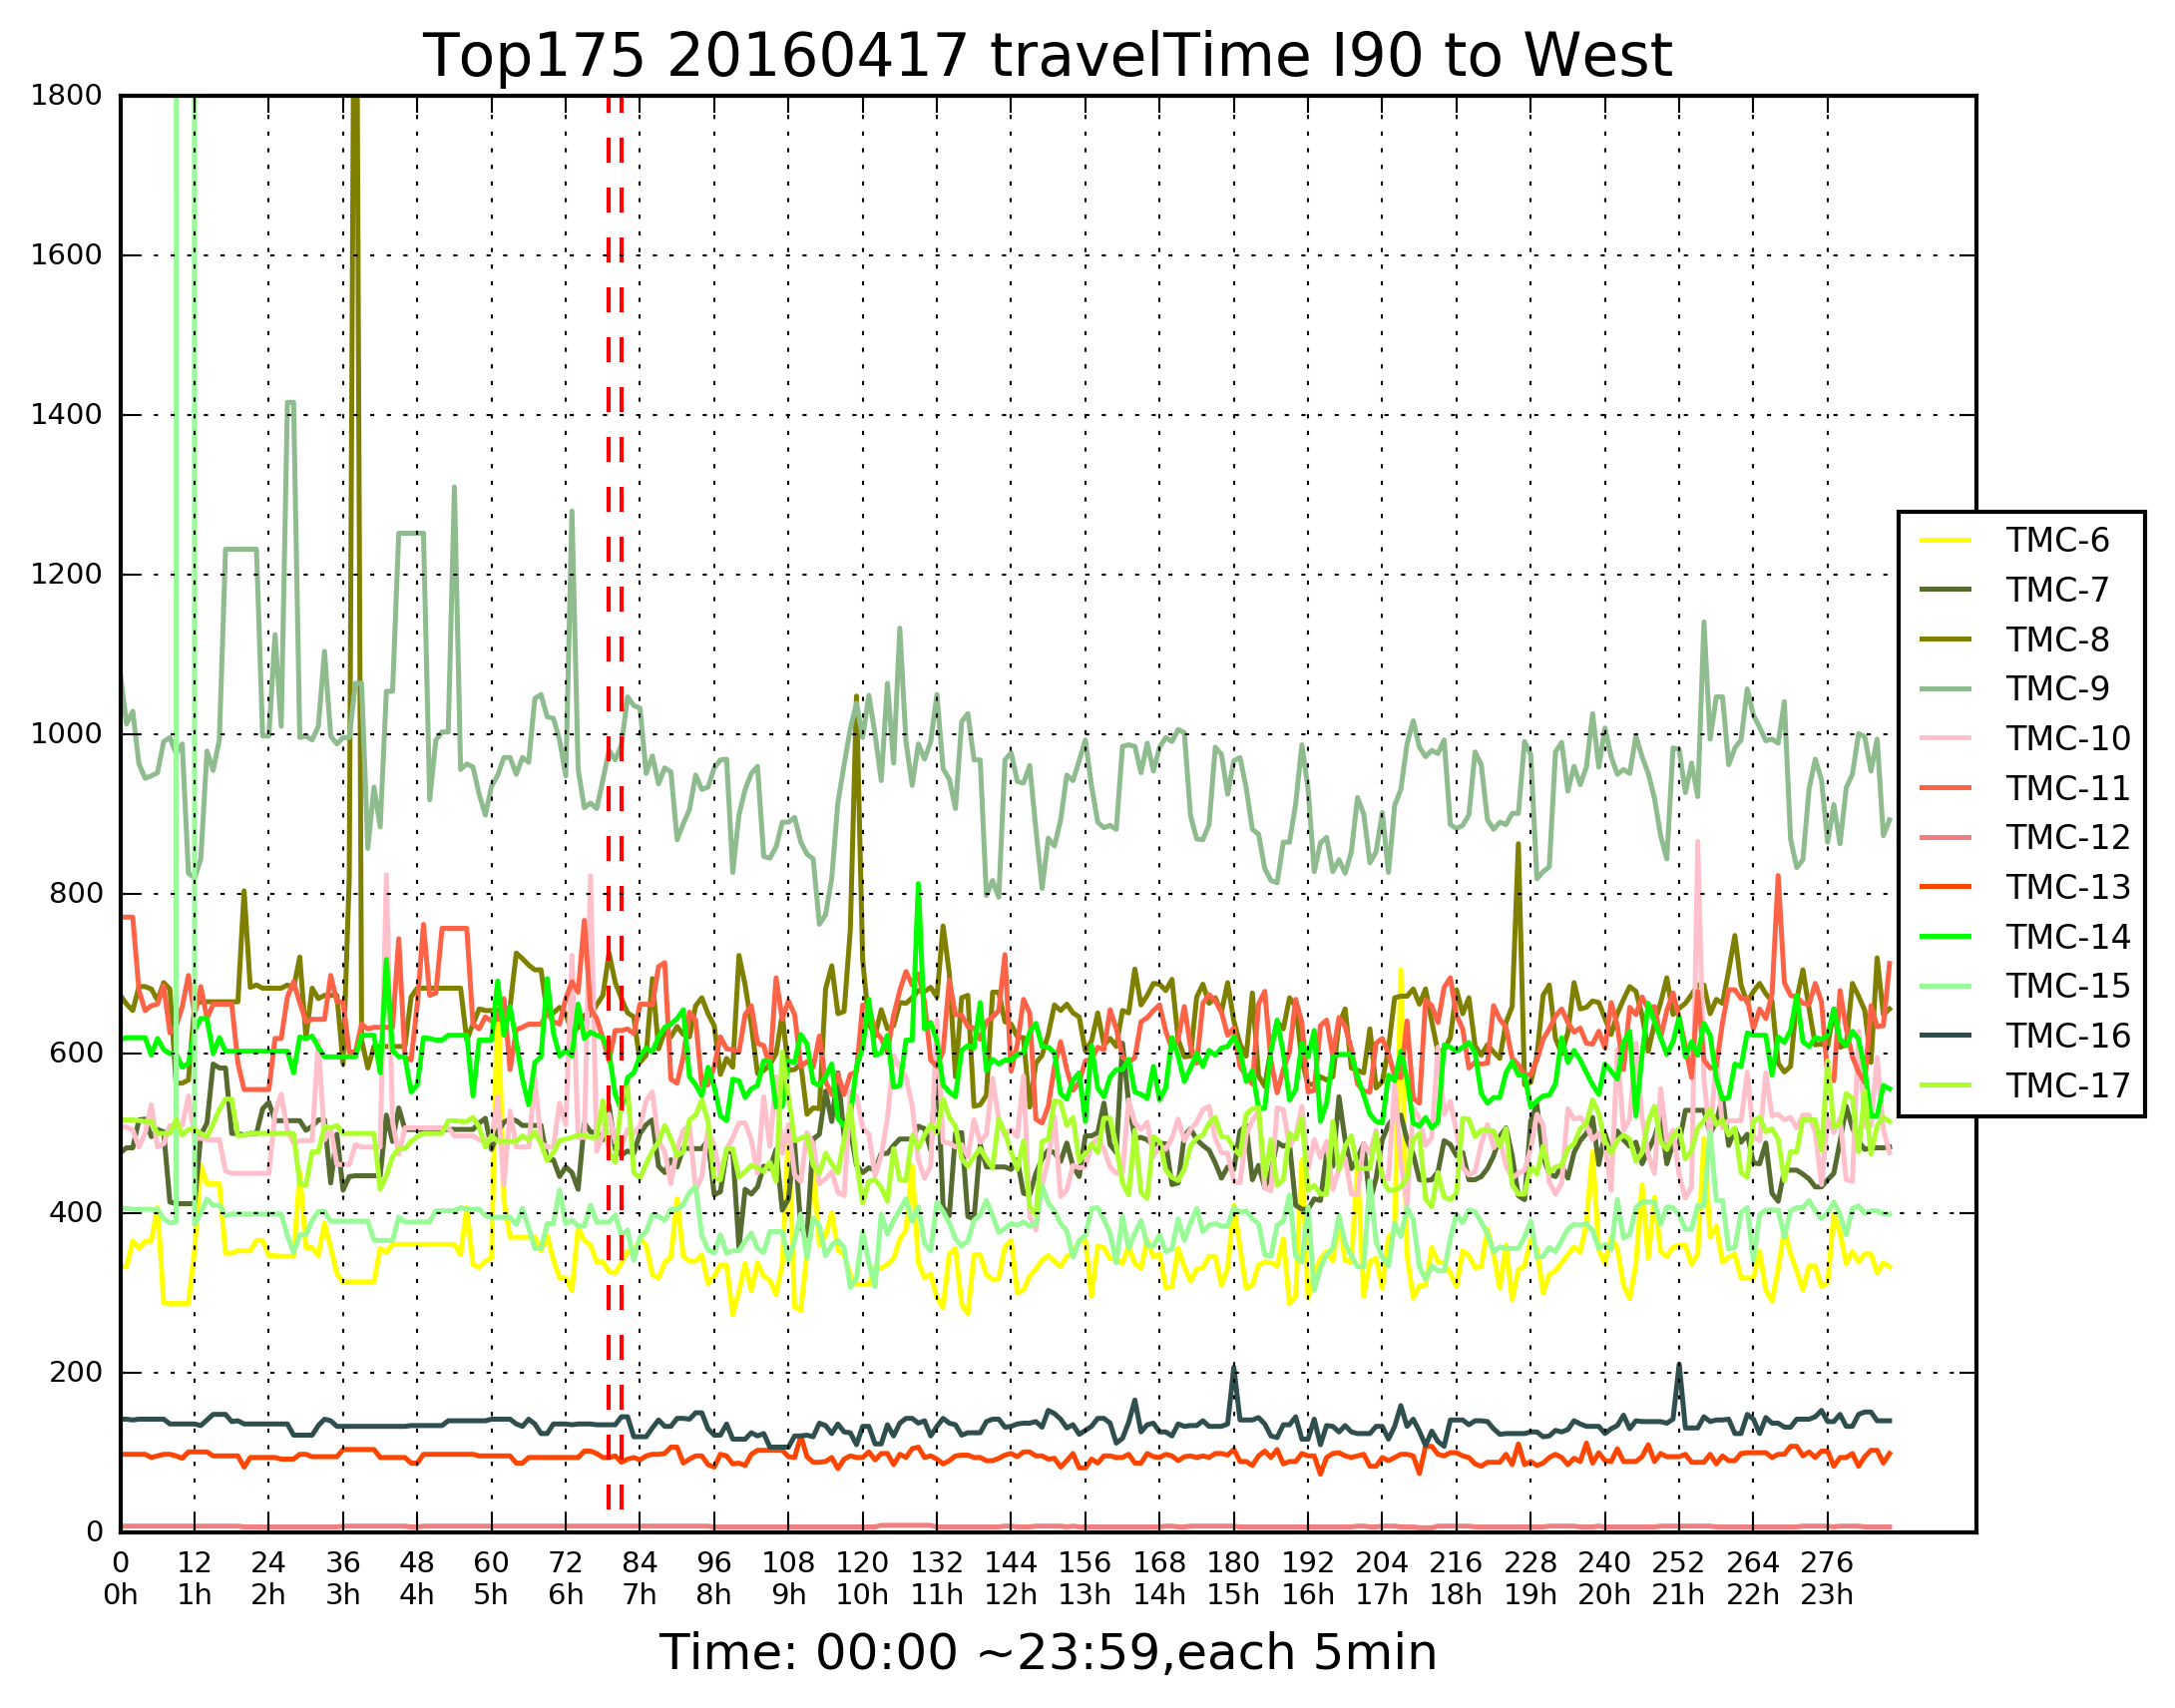 Top175 20160417 travelTime I90 to West
1800
1600
1400
1200
1000
800
600
400
200
0
0 12 24 36 48 60 72 84 96 108 120 132 144 156 168 180 192 204 216 228 240 252 264 276
0h 1h 2h 3h 4h 5h 6h 7h 8h 9h 10h 11h 12h 13h 14h 15h 16h 17h 18h 19h 20h 21h 22h 23h
Time: 00:00 ~23:59,each 5min
TMC-6
TMC-7
TMC-8
TMC-9
TMC-10
TMC-11
TMC-12
TMC-13
TMC-14
TMC-15
TMC-16
TMC-17